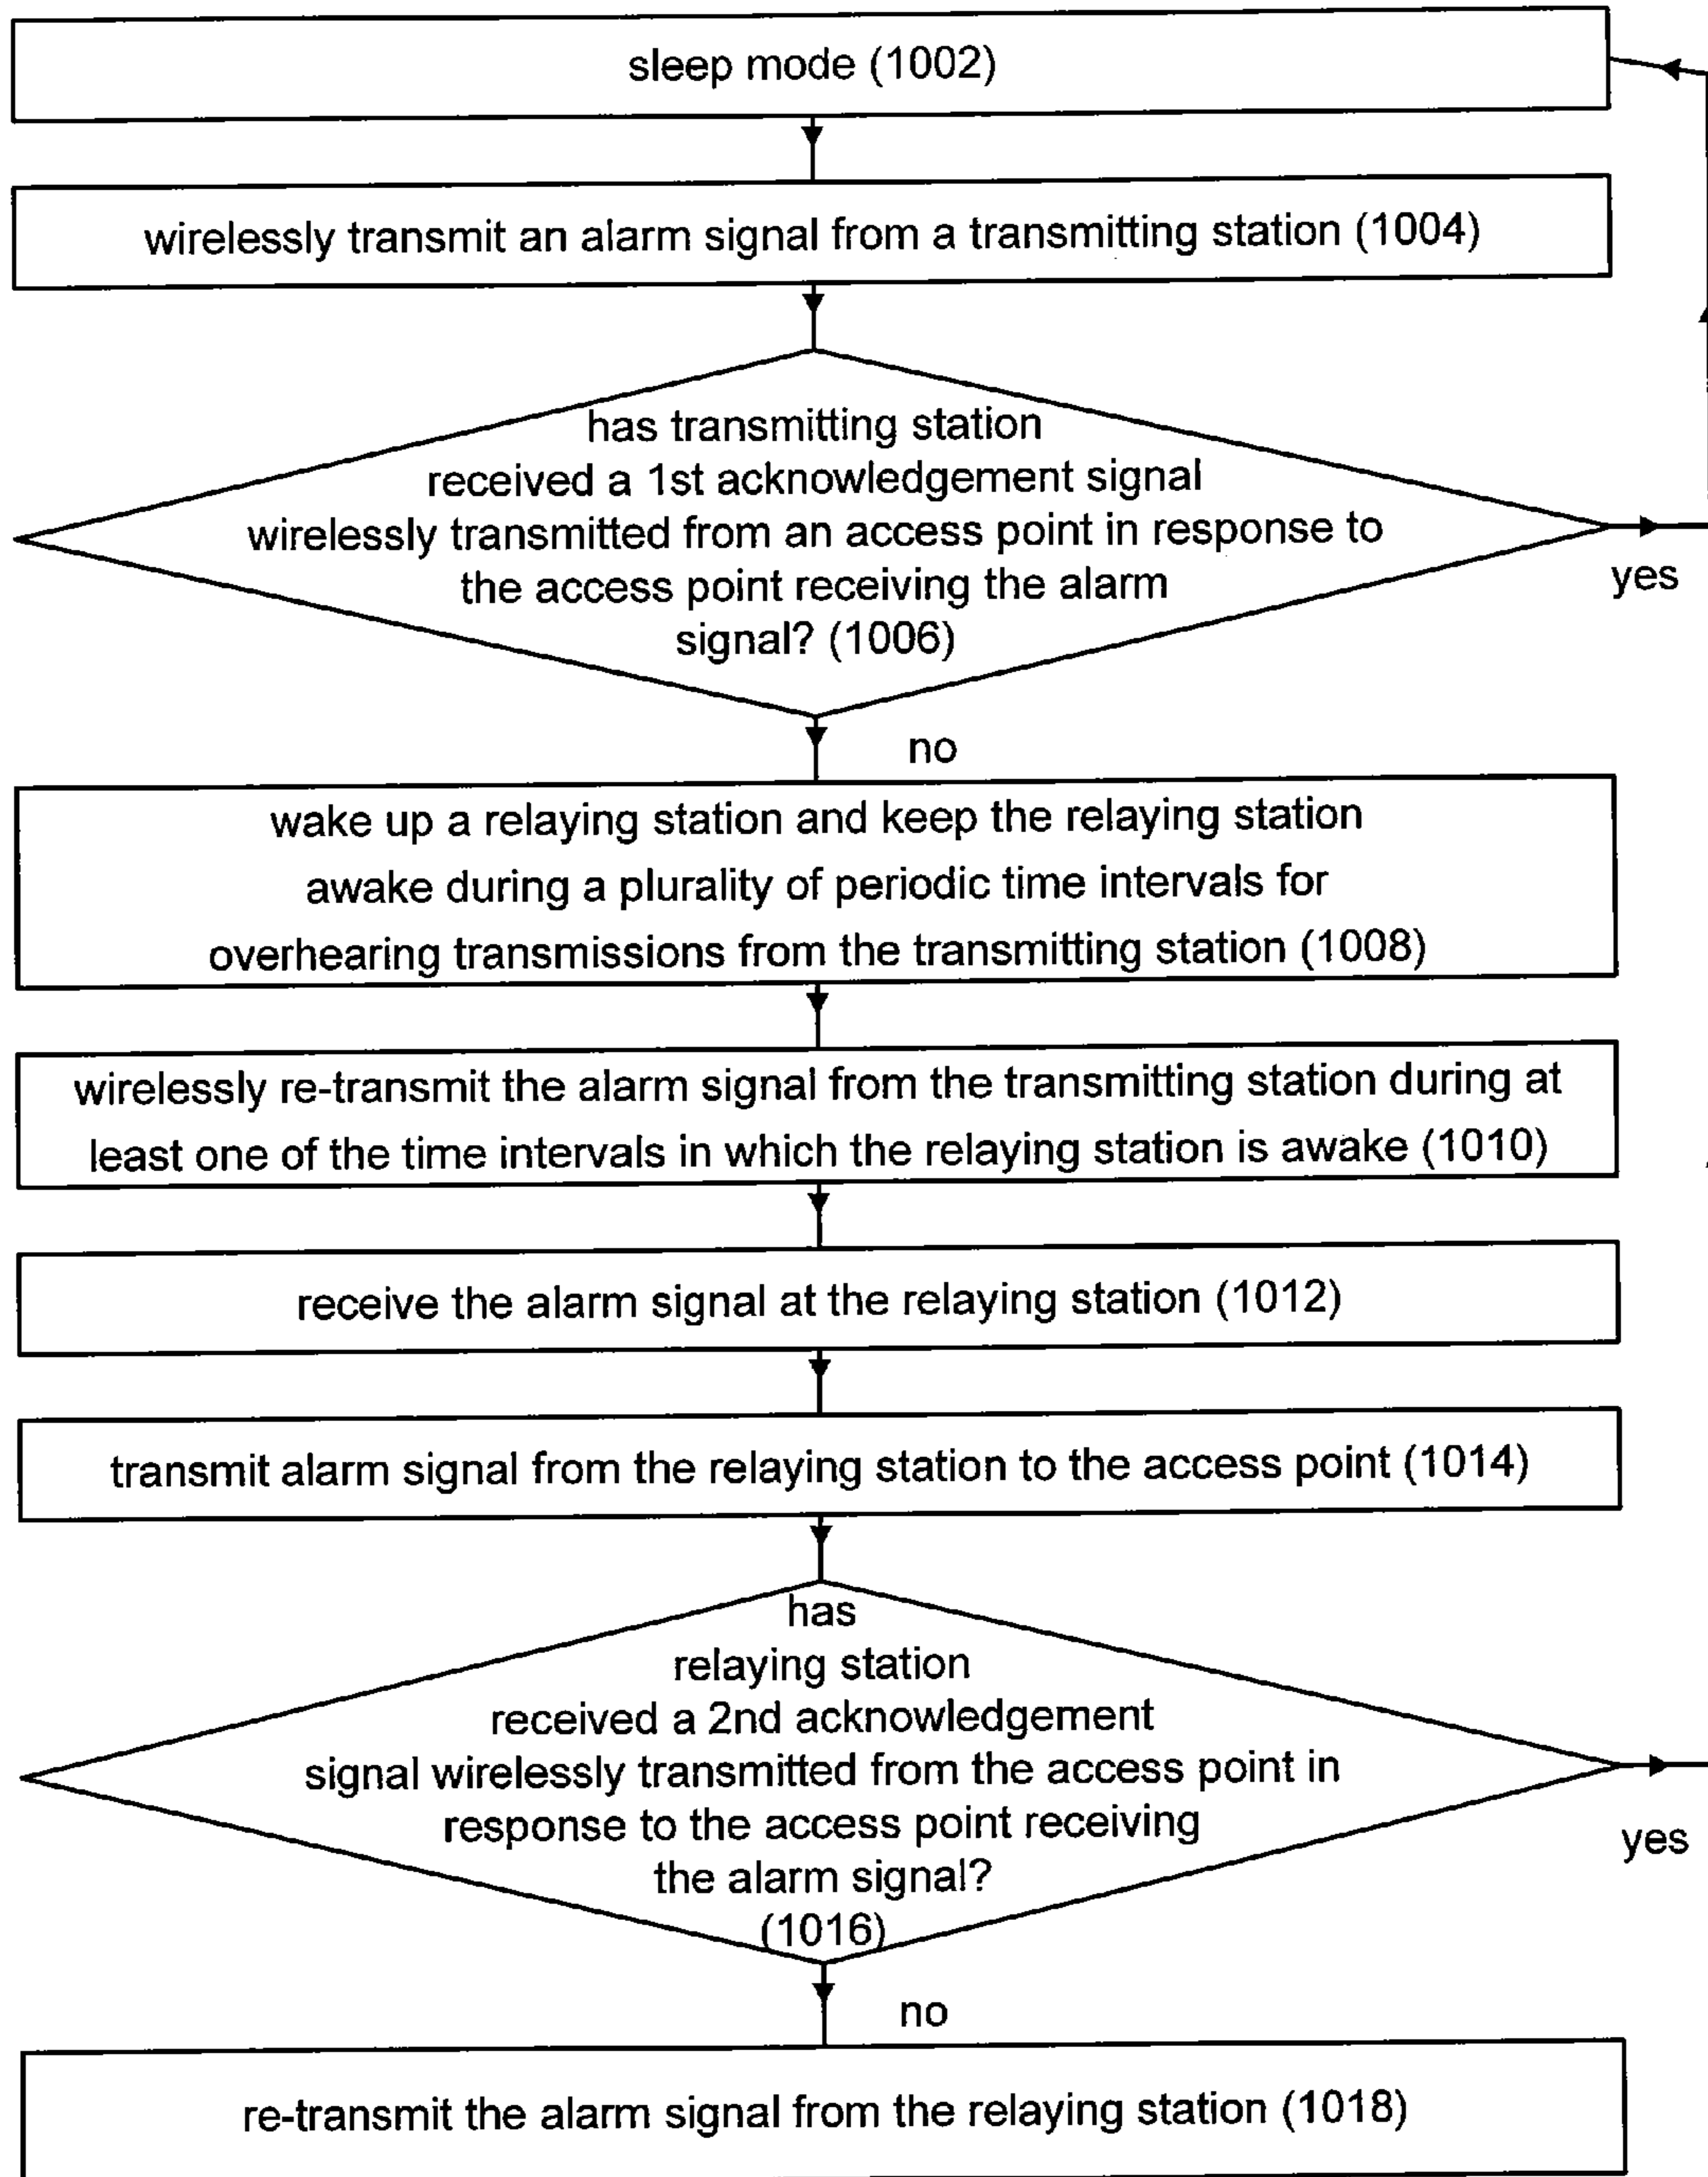 sleep mode (1002)
wirelessly transmit an alarm signal from a transmitting station (1004)
has transmitting station
received a 1st acknowledgement signal
wirelessly transmitted from an access point in response to
the access point receiving the alarm
signal? (1006)
yes
no
wake up a relaying station and keep the relaying station
awake during a plurality of periodic time intervals for
overhearing transmissions from the transmitting station (1008)
wirelessly re-transmit the alarm signal from the transmitting station during at
least one of the time intervals in which the relaying station is awake (1010)
receive the alarm signal at the relaying station (1012)
transmit alarm signal from the relaying station to the access point (1014)
has
relaying station
received a 2nd acknowledgement
signal wirelessly transmitted from the access point in
response to the access point receiving
the alarm signal?
(1016)
yes
no
re-transmit the alarm signal from the relaying station (1018)